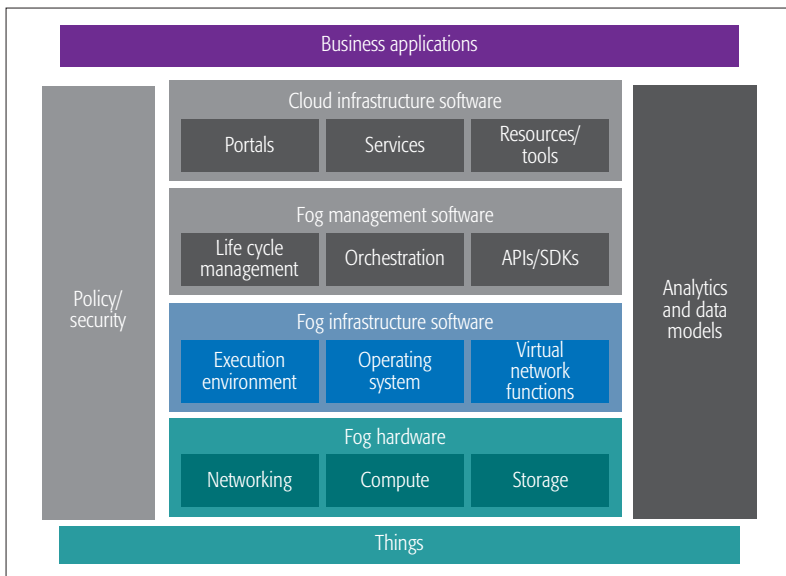 Business applications
Cloud infrastructure software
Portals
Services
Resources/
tools
Fog management software
Life cycle
management
Orchestration
APIs/SDKs
Policy/
security
Analytics
and data
models
Fog infrastructure software
Execution
environment
Operating
system
Virtual
network
functions
Fog hardware
Networking
Compute
Storage
Things